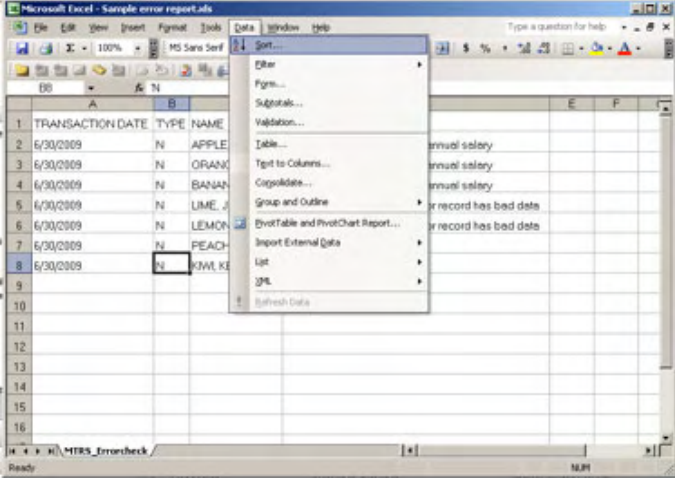 Microsoft Excel - Sample error report.xls
File Edit View Insert Format Tools Data Window Help Type a question for help
Σ 100% MS Sans Serif $ % ,
B8 fx N
A B E F
1 TRANSACTION DATE TYPE NAME
2 6/30/2009 N APPLE annual salary
3 6/30/2009 N ORANG annual salary
4 6/30/2009 N BANAN annual salary
5 6/30/2009 N LIME, J r record has bad data
6 6/30/2009 N LEMON r record has bad data
7 6/30/2009 N PEACH
8 6/30/2009 N KIWI, KE
9
10
11
12
13
14
15
16
Sort...
Filter
Form...
Subtotals...
Validation...
Table...
Text to Columns...
Consolidate...
Group and Outline
PivotTable and PivotChart Report...
Import External Data
List
XML
Refresh Data
MTRS_Errorcheck
Ready NUM